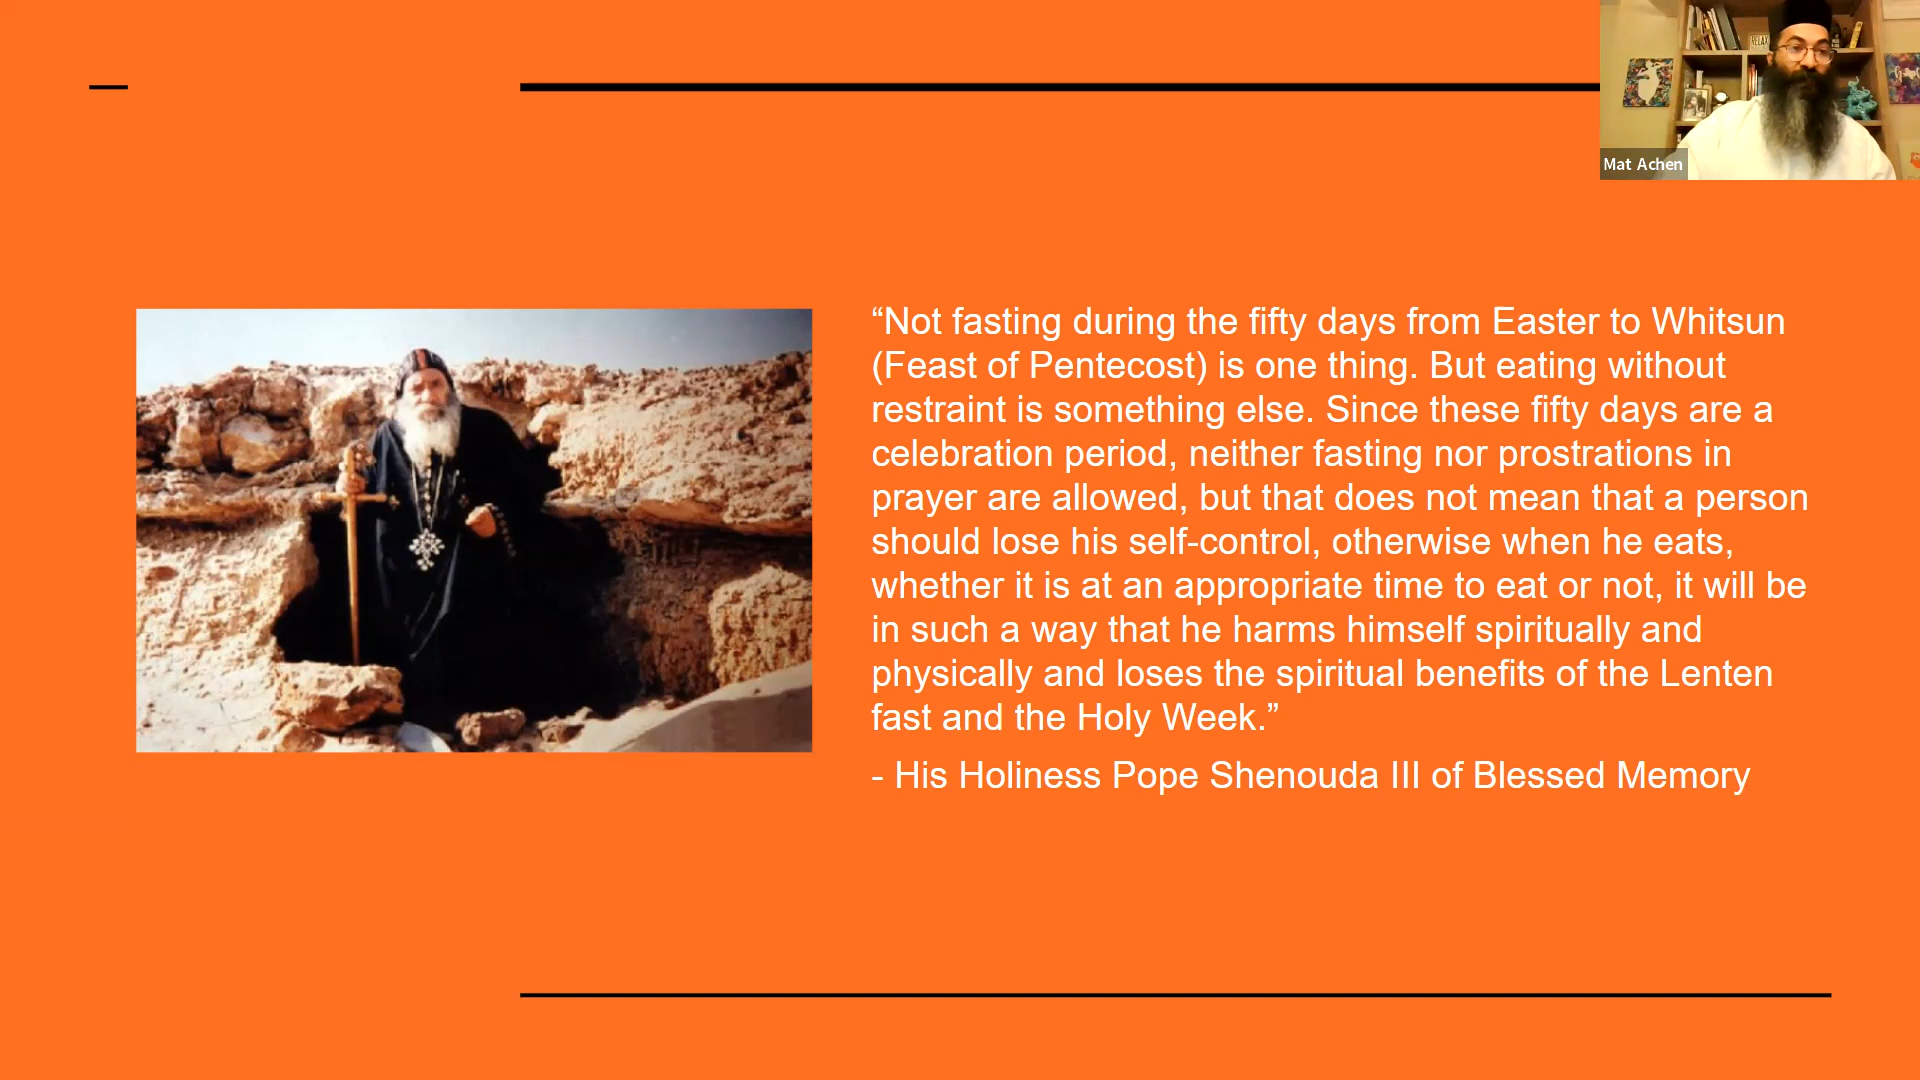 RELAX
Mat Achen
“Not fasting during the fifty days from Easter to Whitsun
(Feast of Pentecost) is one thing. But eating without
restraint is something else. Since these fifty days are a
celebration period, neither fasting nor prostrations in
prayer are allowed, but that does not mean that a person
should lose his self-control, otherwise when he eats,
whether it is at an appropriate time to eat or not, it will be
in such a way that he harms himself spiritually and
physically and loses the spiritual benefits of the Lenten
fast and the Holy Week.”
- His Holiness Pope Shenouda III of Blessed Memory